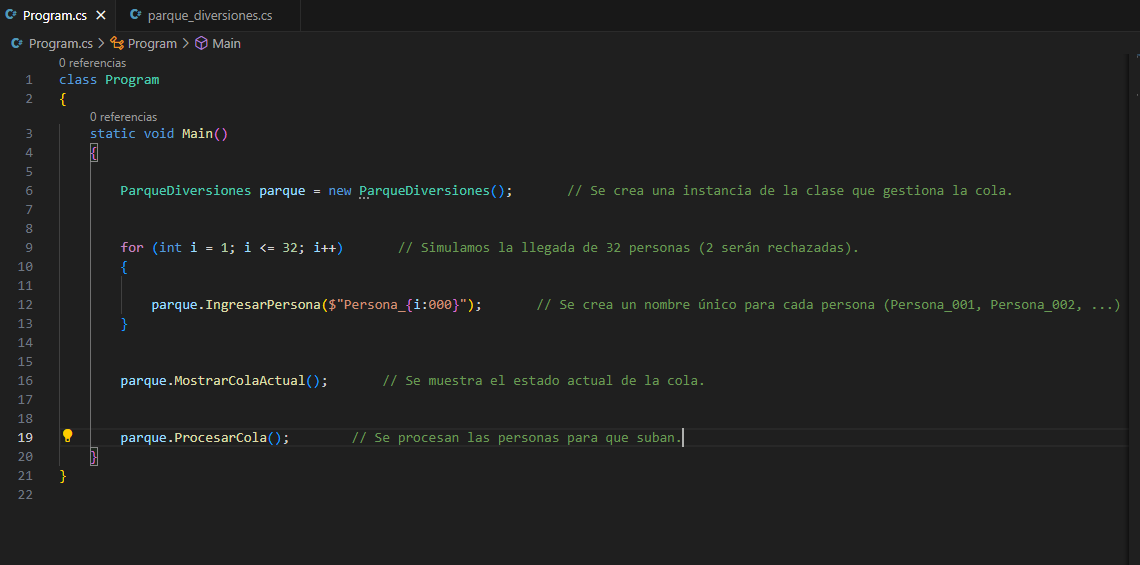 Program.cs parque_diversiones.cs
Program.cs > Program > Main
0 referencias
1 class Program
2 {
0 referencias
3 static void Main()
4 {
5
6 ParqueDiversiones parque = new ParqueDiversiones(); // Se crea una instancia de la clase que gestiona la cola.
7
8
9 for (int i = 1; i <= 32; i++) // Simulamos la llegada de 32 personas (2 serán rechazadas).
10 {
11
12 parque.IngresarPersona($"Persona_{i:000}"); // Se crea un nombre único para cada persona (Persona_001, Persona_002, ...)
13 }
14
15
16 parque.MostrarColaActual(); // Se muestra el estado actual de la cola.
17
18
19 parque.ProcesarCola(); // Se procesan las personas para que suban.
20 }
21 }
22